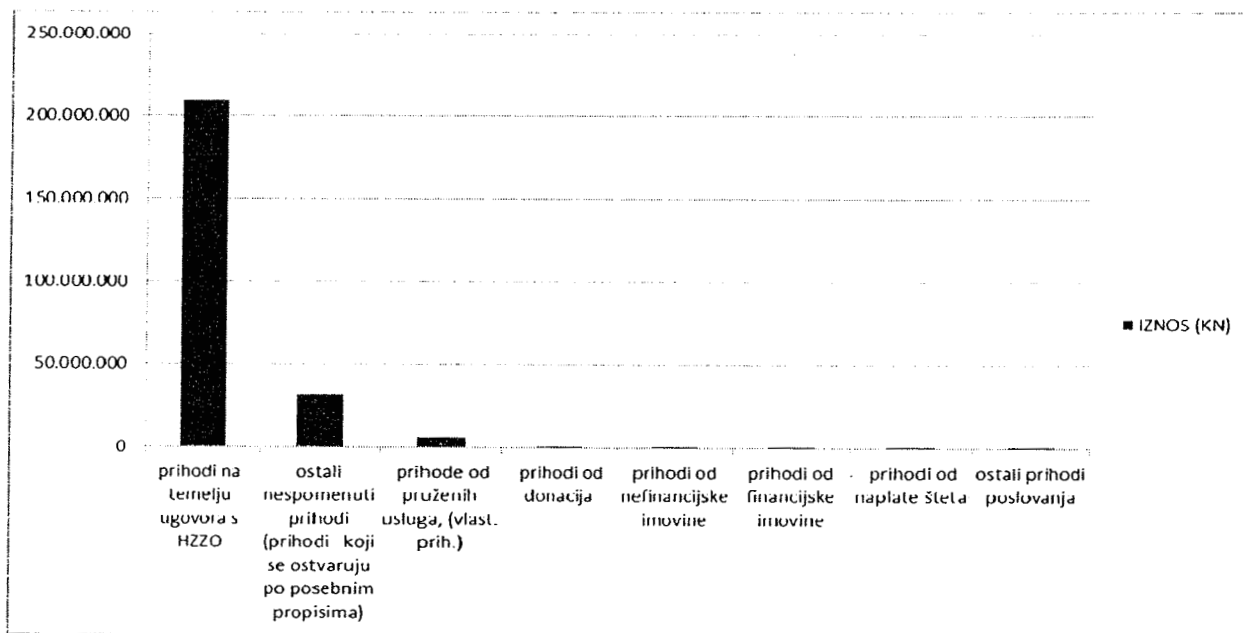 250.000.000
200.000.000
150.000.000
100.000.000
50.000.000
0
IZNOS (KN)
prihodi na
temelju
ugovora s
HZZO
ostali
nespomenuti
prihodi
(prihodi koji
se ostvaruju
po posebnim
propisima)
prihode od
pruženih
usluga, (vlast.
prih.)
prihodi od
donacija
prihodi od
nefinancijske
imovine
prihodi od
financijske
imovine
prihodi od
naplate šteta
ostali prihodi
poslovanja